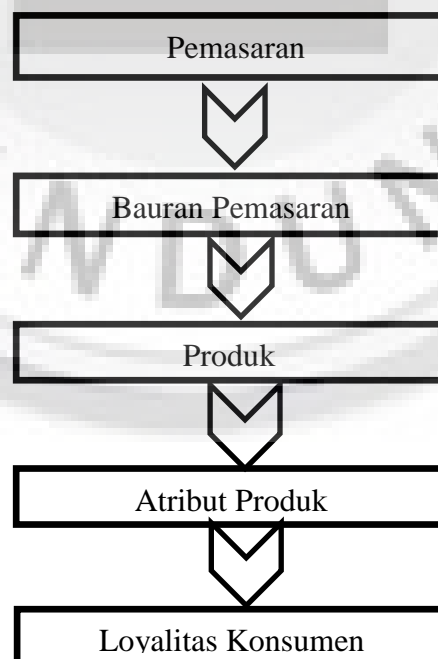 Pemasaran
Bauran Pemasaran
Produk
Atribut Produk
Loyalitas Konsumen